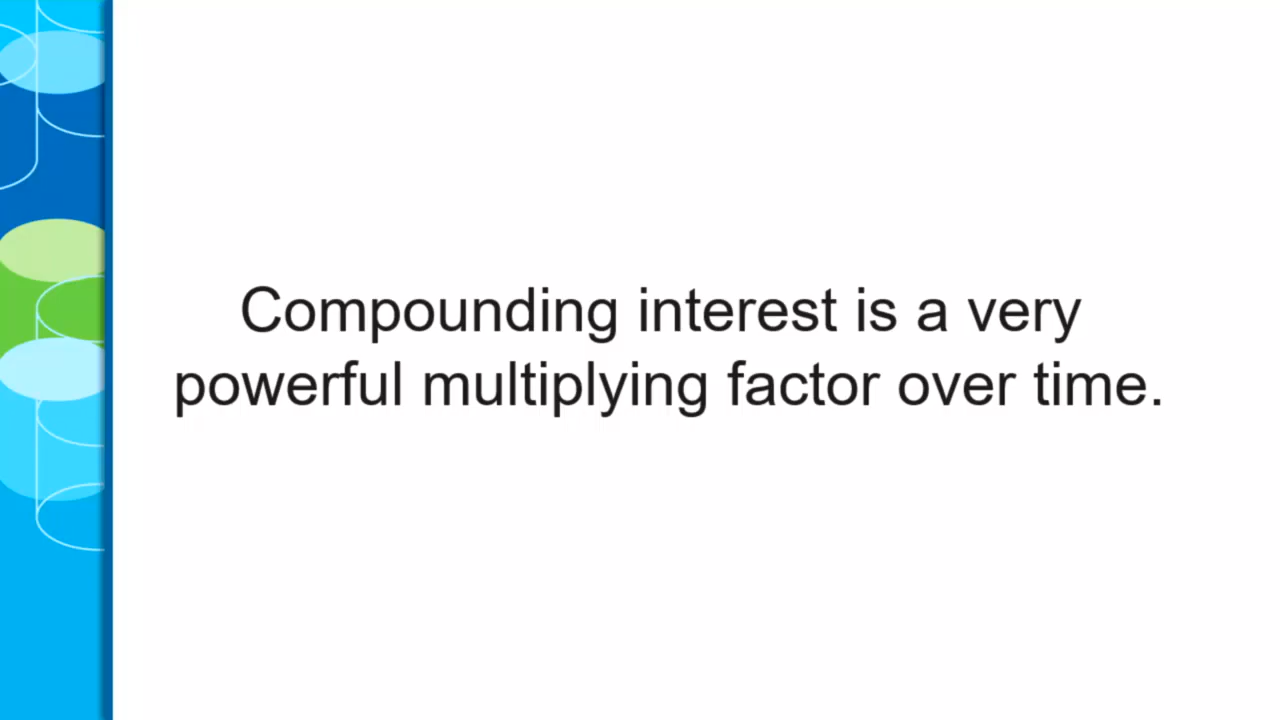 Compounding interest is a very
powerful multiplying factor over time.